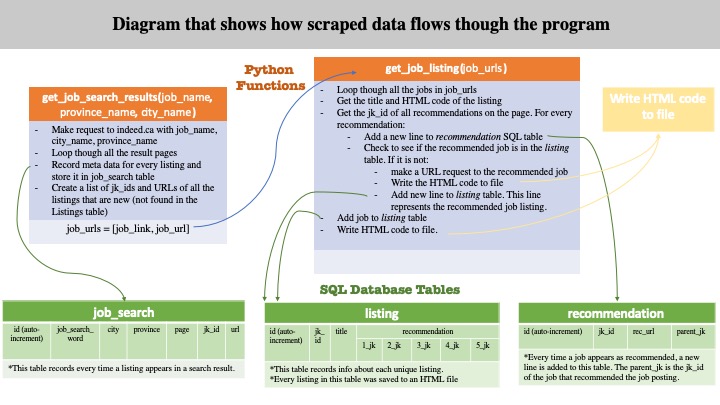 Diagram that shows how scraped data flows though the program
Python
Functions
get_job_search_results(job_name,
province_name, city_name)
- Make request to indeed.ca with job_name,
city_name, province_name
- Loop though all the result pages
- Record meta data for every listing and
store it in job_search table
- Create a list of jk_ids and URLs of all the
listings that are new (not found in the
Listings table)
job_urls = [job_link, job_url]
get_job_listing(job_urls)
- Loop though all the jobs in job_urls
- Get the title and HTML code of the listing
- Get the jk_id of all recommendations on the page. For every
recommendation:
- Add a new line to recommendation SQL table
- Check to see if the recommended job is in the listing
table. If it is not:
- make a URL request to the recommended job
- Write the HTML code to file
- Add new line to listing table. This line
represents the recommended job listing.
- Add job to listing table
- Write HTML code to file.
Write HTML code
to file
SQL Database Tables
job_search
id (auto-
increment)
job_search_
word
city
province
page
jk_id
url
*This table records every time a listing appears in a search result.
listing
id (auto-
increment)
jk_
id
title
recommendation
1_jk
2_jk
3_jk
4_jk
5_jk
*This table records info about each unique listing.
*Every listing in this table was saved to an HTML file
recommendation
id (auto-increment)
jk_id
rec_url
parent_jk
*Every time a job appears as recommended, a new
line is added to this table. The parent_jk is the jk_id
of the job that recommended the job posting.